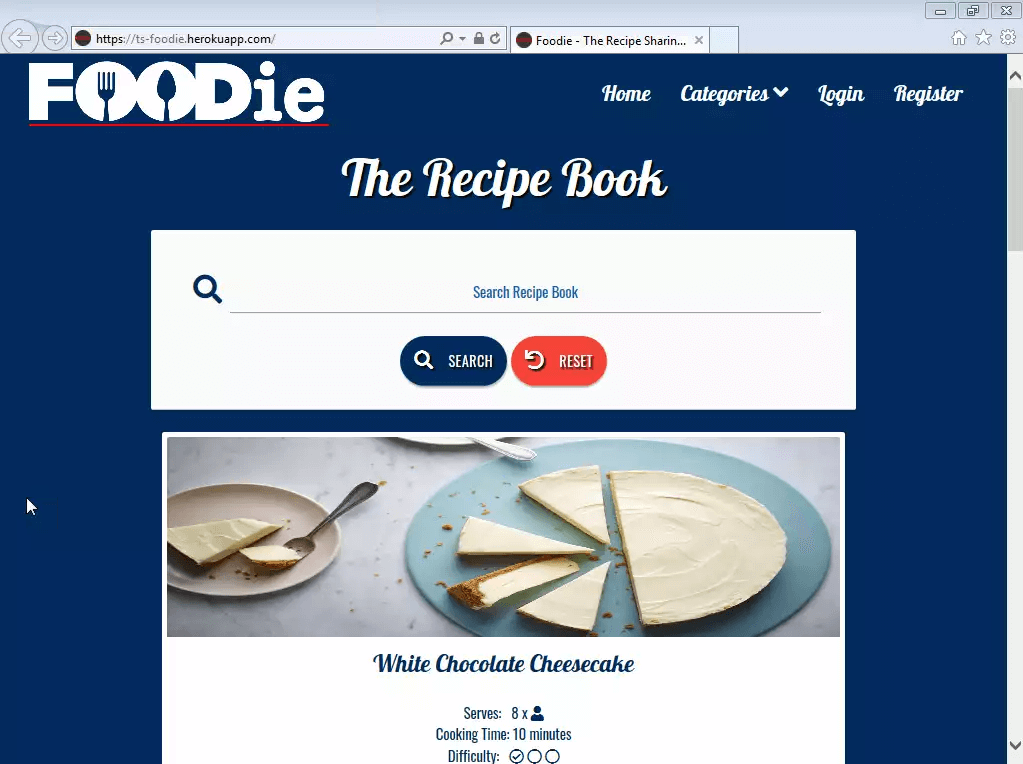 https://ts-foodie.herokuapp.com/
Foodie - The Recipe Sharin...
FOODie
Home Categories Login Register
The Recipe Book
Search Recipe Book
SEARCH RESET
White Chocolate Cheesecake
Serves: 8 x
Cooking Time: 10 minutes
Difficulty: